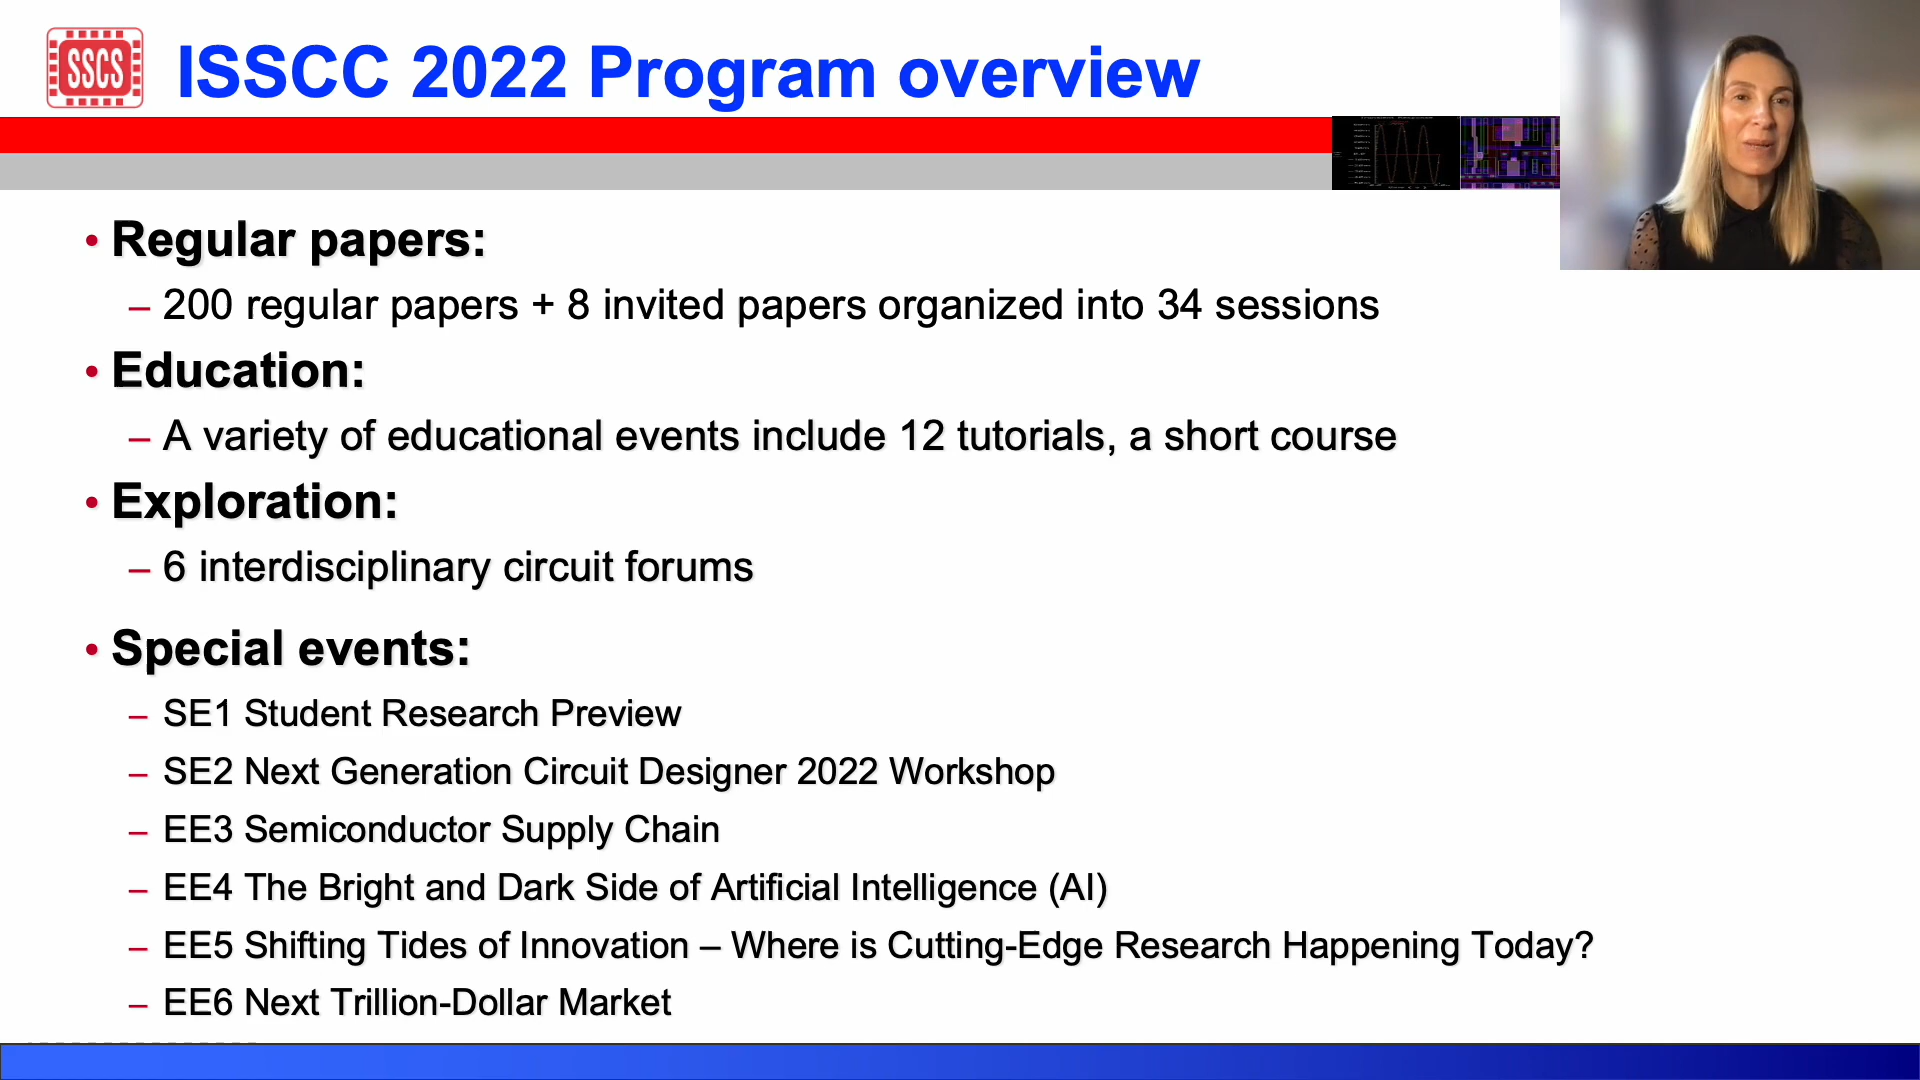 SSCS
ISSCC 2022 Program overview
• Regular papers:
– 200 regular papers + 8 invited papers organized into 34 sessions
• Education:
– A variety of educational events include 12 tutorials, a short course
• Exploration:
– 6 interdisciplinary circuit forums
• Special events:
– SE1 Student Research Preview
– SE2 Next Generation Circuit Designer 2022 Workshop
– EE3 Semiconductor Supply Chain
– EE4 The Bright and Dark Side of Artificial Intelligence (AI)
– EE5 Shifting Tides of Innovation – Where is Cutting-Edge Research Happening Today?
– EE6 Next Trillion-Dollar Market